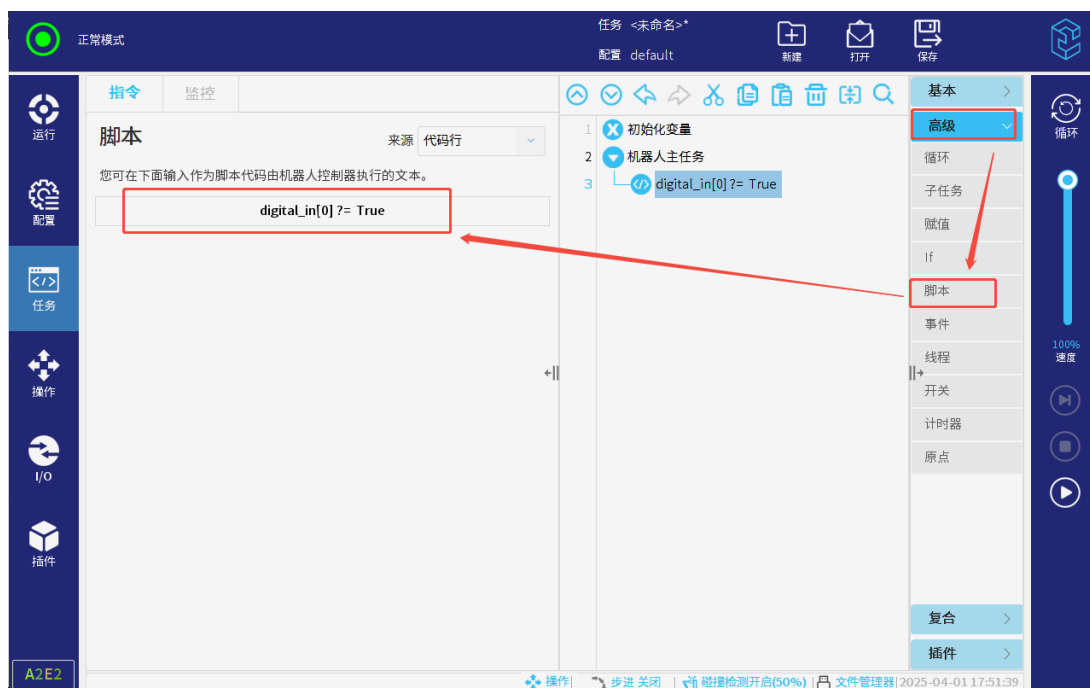 正常模式
任务 <未命名>*
配置 default
新建
打开
保存
运行
配置
任务
操作
I/O
插件
A2E2
指令
监控
脚本
来源 代码行
您可在下面输入作为脚本代码由机器人控制器执行的文本。
digital_in[0] ?= True
1 初始化变量
2 机器人主任务
3 digital_in[0] ?= True
基本
高级
循环
子任务
赋值
If
脚本
事件
线程
开关
计时器
原点
复合
插件
循环
100%
速度
操作| 步进 关闭 | 碰撞检测开启(50%) | 文件管理器|2025-04-01 17:51:39